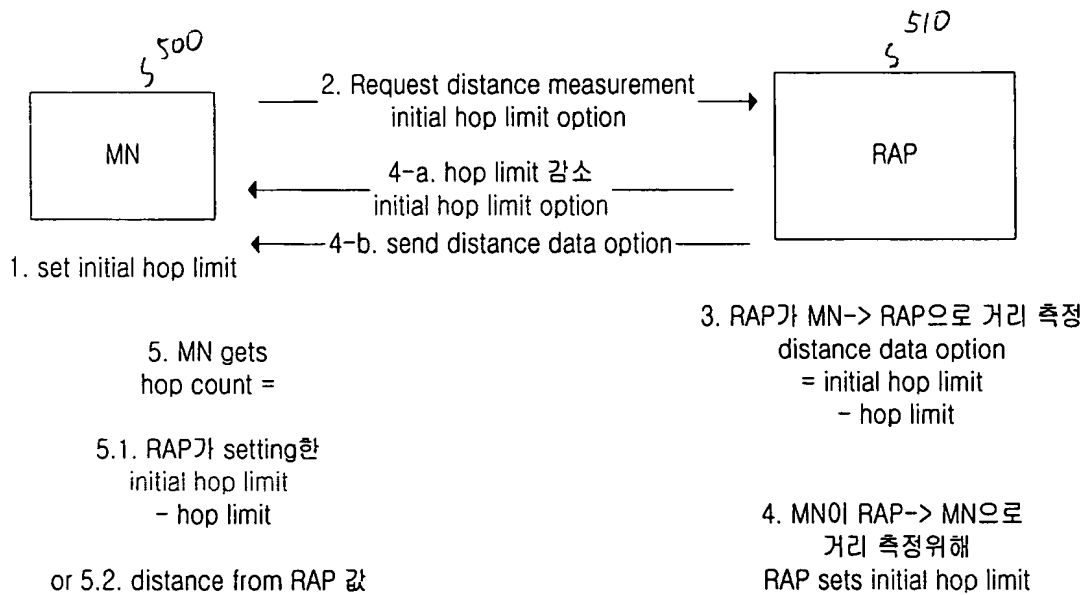 500
510
MN
2. Request distance measurement
initial hop limit option
RAP
4-a. hop limit 감소
initial hop limit option
4-b. send distance data option
1. set initial hop limit
3. RAP가 MN-> RAP으로 거리 측정
distance data option
= initial hop limit
- hop limit
5. MN gets
hop count =
5.1. RAP가 setting한
initial hop limit
- hop limit
or 5.2. distance from RAP 값
4. MN이 RAP-> MN으로
거리 측정위해
RAP sets initial hop limit